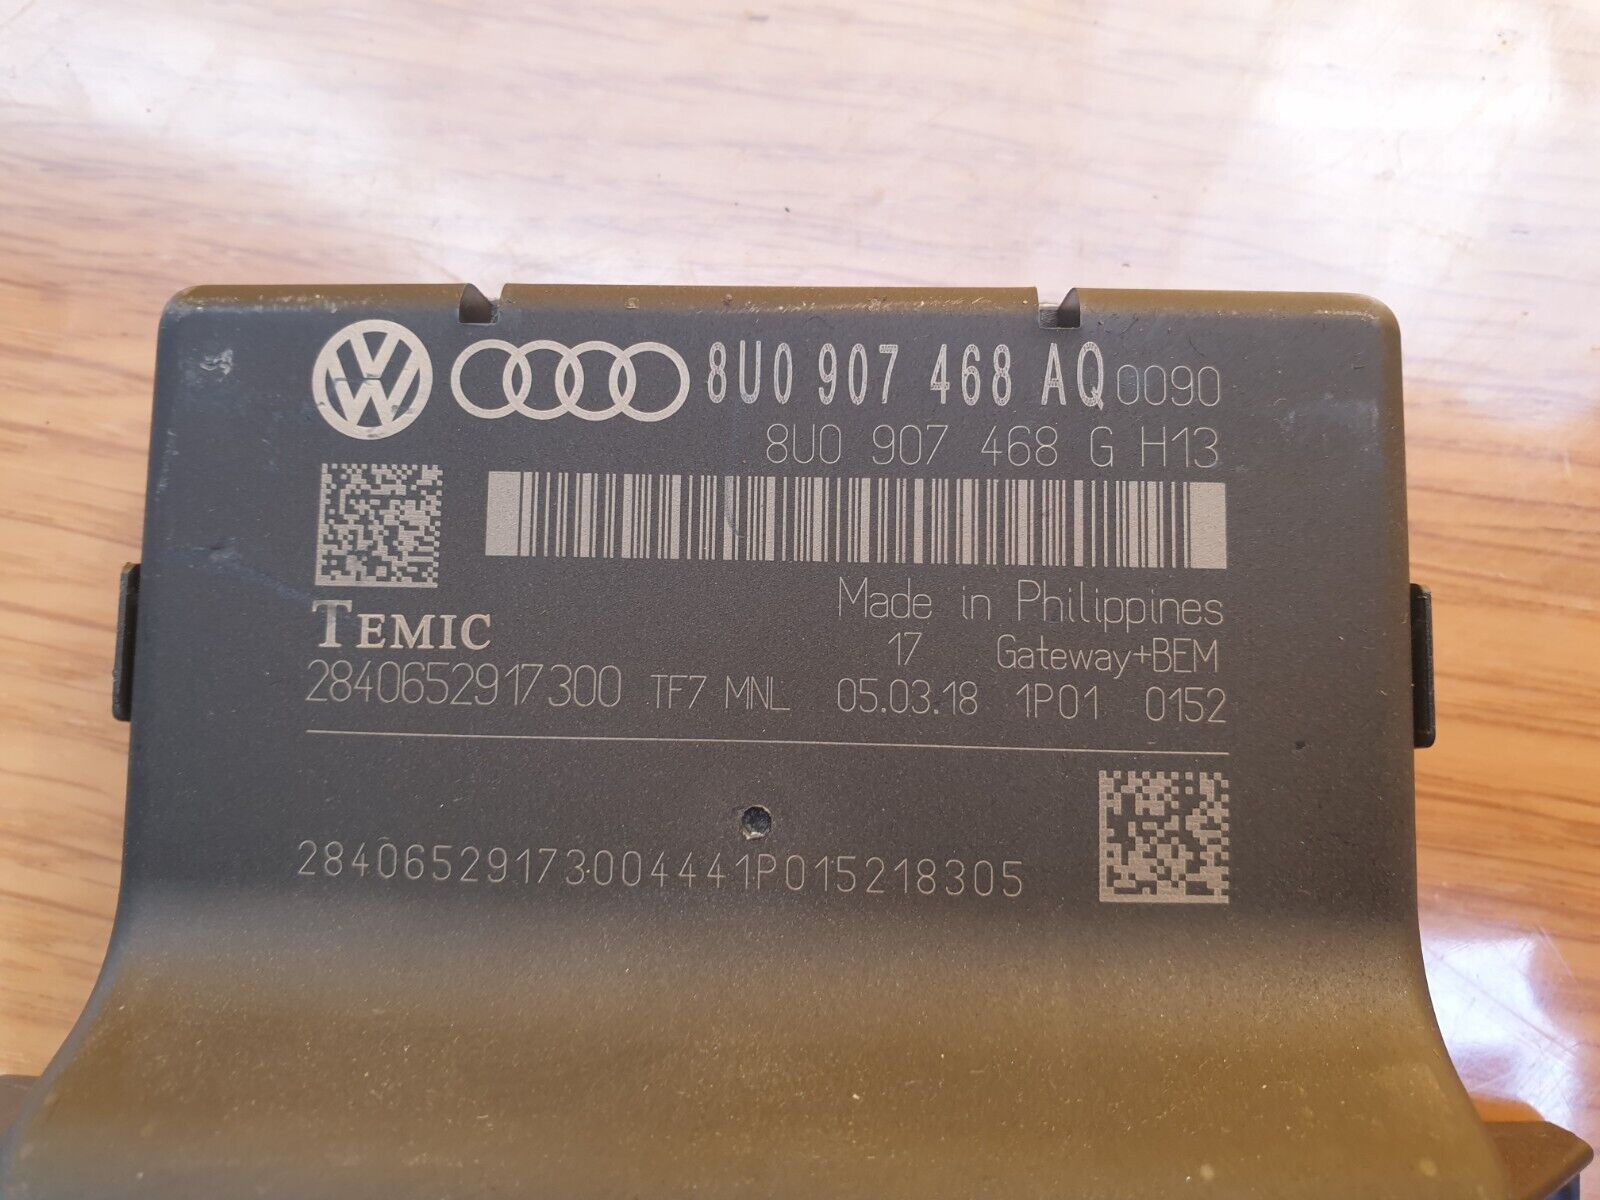 8U0 907 468 AQ 0090
8U0 907 468 G H13
Made in Philippines
TEMIC 17 Gateway+BEM
2840652917300 TF7 MNL 05.03.18 1P01 0152
28406529173004441P015218305